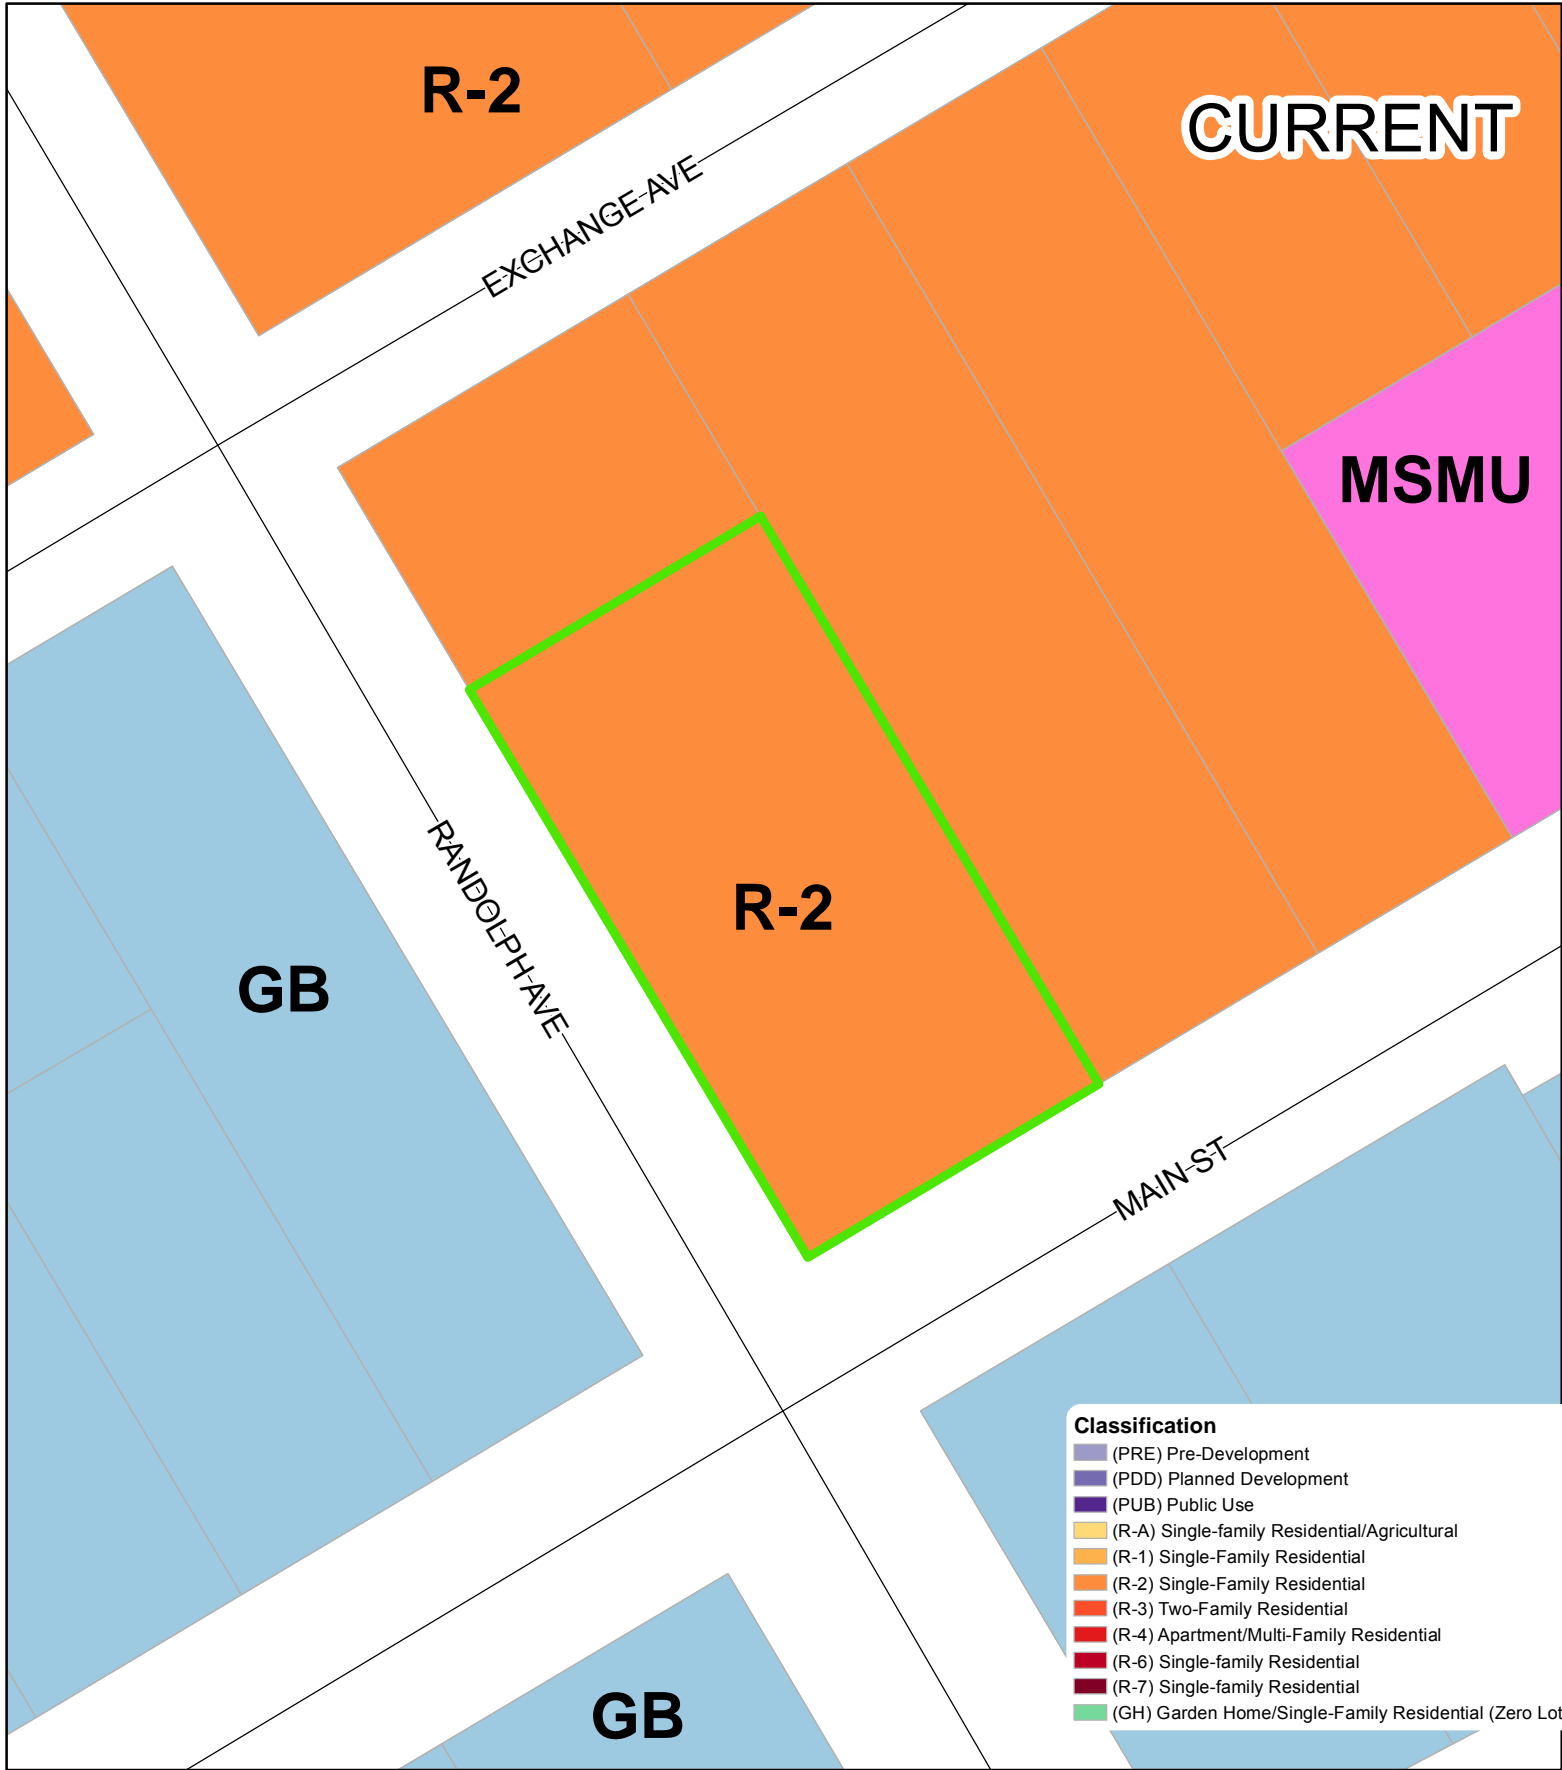 R-2
CURRENT
EXCHANGE AVE
MSMU
RANDOLPH AVE
R-2
GB
MAIN ST
GB
Classification
(PRE) Pre-Development
(PDD) Planned Development
(PUB) Public Use
(R-A) Single-family Residential/Agricultural
(R-1) Single-Family Residential
(R-2) Single-Family Residential
(R-3) Two-Family Residential
(R-4) Apartment/Multi-Family Residential
(R-6) Single-family Residential
(R-7) Single-family Residential
(GH) Garden Home/Single-Family Residential (Zero Lot